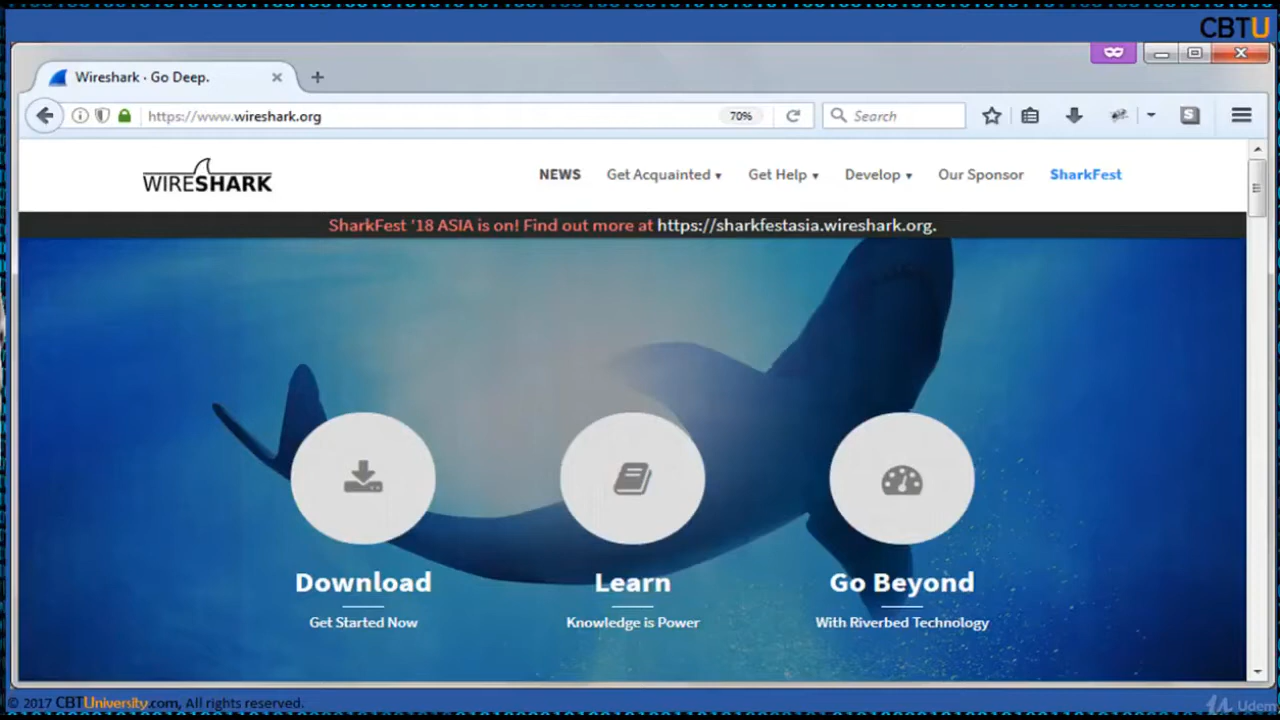 CBTU
Wireshark · Go Deep.
https://www.wireshark.org
70%
Search
S
WIRESHARK
NEWS
Get Acquainted
Get Help
Develop
Our Sponsor
SharkFest
SharkFest '18 ASIA is on! Find out more at https://sharkfestasia.wireshark.org.
Download
Learn
Go Beyond
Get Started Now
Knowledge is Power
With Riverbed Technology
© 2017 CBTUniversity.com, All rights reserved.
Udem